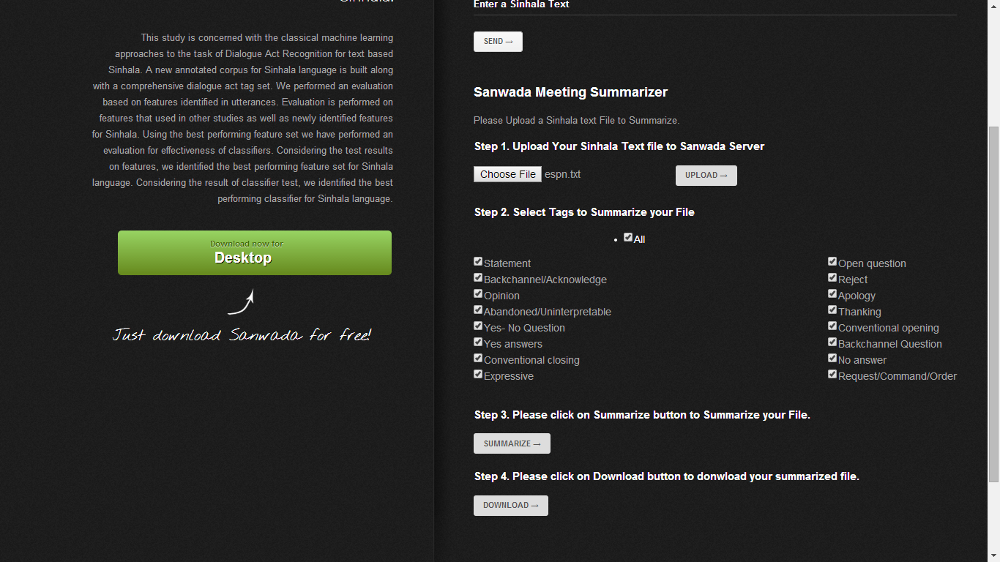 Sinhala.
This study is concerned with the classical machine learning
approaches to the task of Dialogue Act Recognition for text based
Sinhala. A new annotated corpus for Sinhala language is built along
with a comprehensive dialogue act tag set. We performed an evaluation
based on features identified in utterances. Evaluation is performed on
features that used in other studies as well as newly identified features
for Sinhala. Using the best performing feature set we have performed an
evaluation for effectiveness of classifiers. Considering the test results
on features, we identified the best performing feature set for Sinhala
language. Considering the result of classifier test, we identified the best
performing classifier for Sinhala language.
Download now for
Desktop
Just download Sanwada for free!
Enter a Sinhala Text
SEND →
Sanwada Meeting Summarizer
Please Upload a Sinhala text File to Summarize.
Step 1. Upload Your Sinhala Text file to Sanwada Server
Choose File espn.txt UPLOAD →
Step 2. Select Tags to Summarize your File
All
Statement
Backchannel/Acknowledge
Opinion
Abandoned/Uninterpretable
Yes- No Question
Yes answers
Conventional closing
Expressive
Open question
Reject
Apology
Thanking
Conventional opening
Backchannel Question
No answer
Request/Command/Order
Step 3. Please click on Summarize button to Summarize your File.
SUMMARIZE →
Step 4. Please click on Download button to donwload your summarized file.
DOWNLOAD →